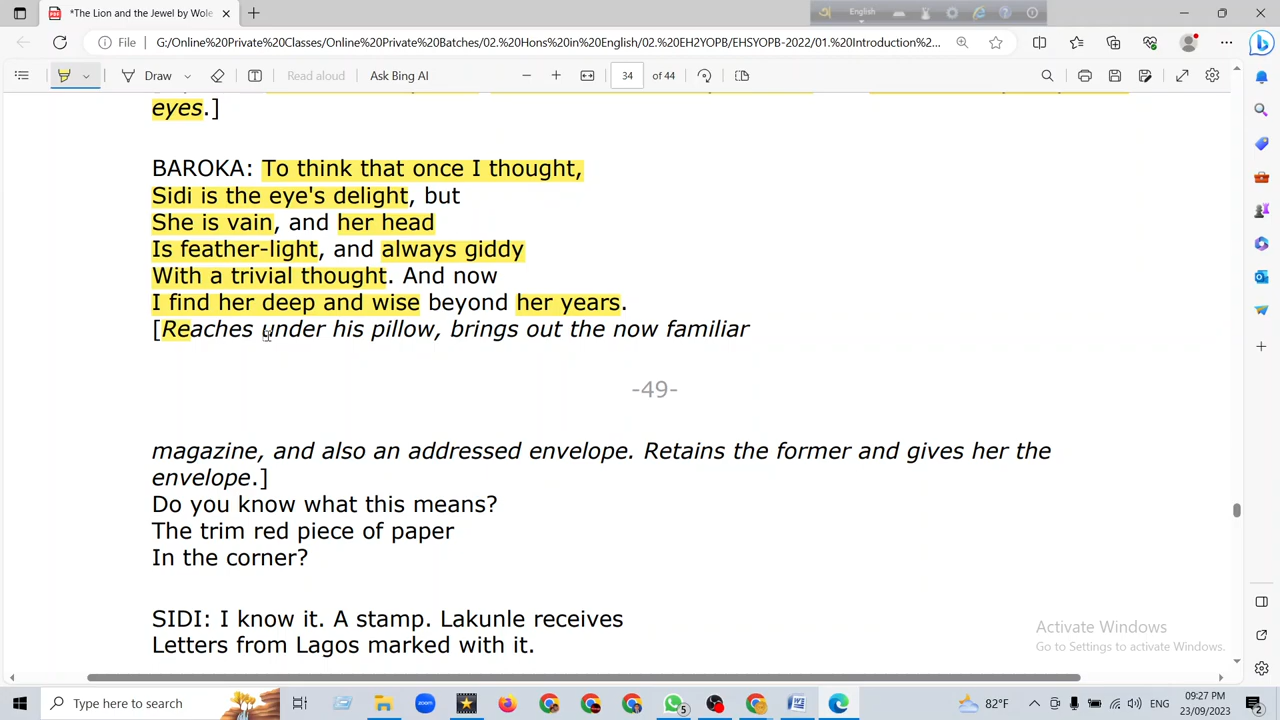 *The Lion and the Jewel by Wole
English
File
G:/Online%20Private%20Classes/Online%20Private%20Batches/02.%20Hons%20in%20English/02.%20EH2YOPB/EHSYOPB-2022/01.%20Introduction%...
Draw
Read aloud
Ask Bing AI
34 of 44
eyes.]
BAROKA: To think that once I thought,
Sidi is the eye's delight, but
She is vain, and her head
Is feather-light, and always giddy
With a trivial thought. And now
I find her deep and wise beyond her years.
[Reaches under his pillow, brings out the now familiar
-49-
magazine, and also an addressed envelope. Retains the former and gives her the
envelope.]
Do you know what this means?
The trim red piece of paper
In the corner?
SIDI: I know it. A stamp. Lakunle receives
Letters from Lagos marked with it.
Activate Windows
Go to Settings to activate Windows.
Type here to search
zoom
5
82°F
ENG
09:27 PM
23/09/2023
2